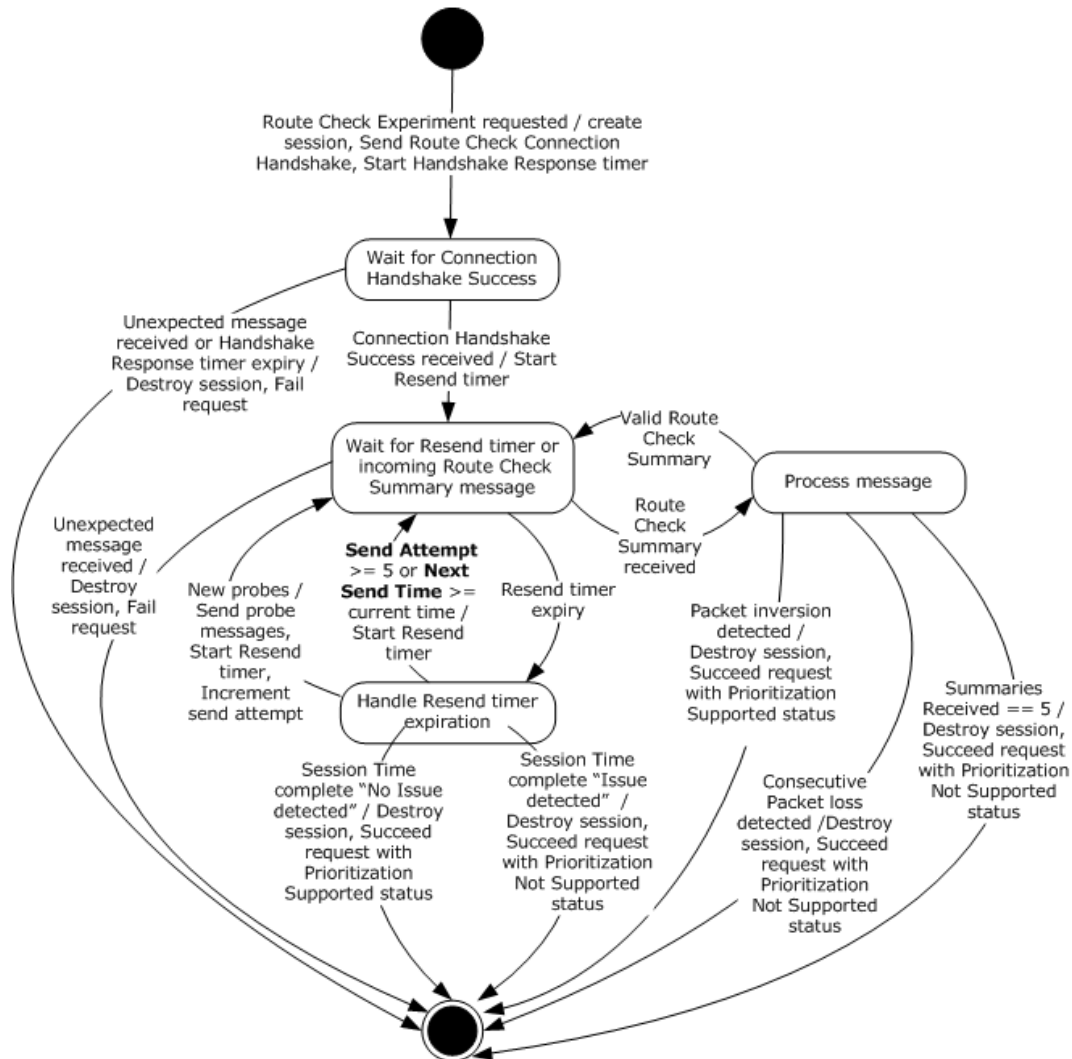 Route Check Experiment requested / create
session, Send Route Check Connection
Handshake, Start Handshake Response timer
Wait for Connection
Handshake Success
Unexpected message
received or Handshake
Response timer expiry /
Destroy session, Fail
request
Connection Handshake
Success received / Start
Resend timer
Valid Route
Check
Summary
Wait for Resend timer or
incoming Route Check
Summary message
Process message
Route
Check
Summary
received
Unexpected
message
received /
Destroy
session, Fail
request
New probes /
Send probe
messages,
Start Resend
timer,
Increment
send attempt
Send Attempt
>= 5 or Next
Send Time >=
current time /
Start Resend
timer
Resend timer
expiry
Packet inversion
detected /
Destroy session,
Succeed request
with Prioritization
Supported status
Summaries
Received == 5 /
Destroy session,
Succeed request
with Prioritization
Not Supported
status
Handle Resend timer
expiration
Session Time
complete “No Issue
detected” / Destroy
session, Succeed
request with
Prioritization
Supported status
Session Time
complete “Issue
detected” /
Destroy session,
Succeed request
with Prioritization
Not Supported
status
Consecutive
Packet loss
detected /Destroy
session, Succeed
request with
Prioritization
Not Supported
status